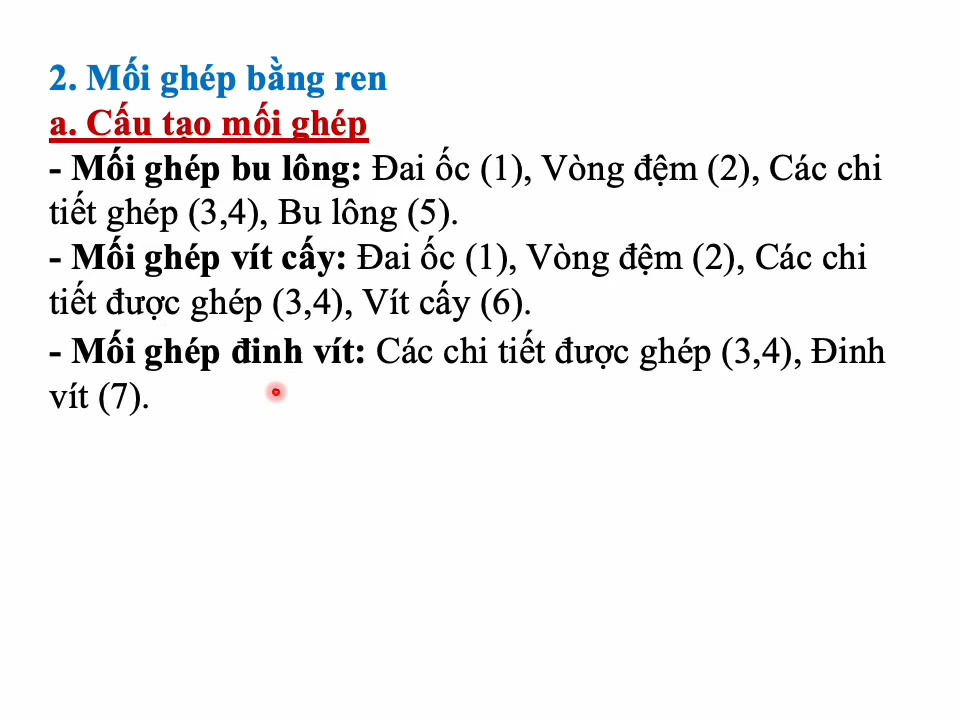 2. Mối ghép bằng ren
a. Cấu tạo mối ghép
- Mối ghép bu lông: Đai ốc (1), Vòng đệm (2), Các chi
tiết ghép (3,4), Bu lông (5).
- Mối ghép vít cấy: Đai ốc (1), Vòng đệm (2), Các chi
tiết được ghép (3,4), Vít cấy (6).
- Mối ghép đinh vít: Các chi tiết được ghép (3,4), Đinh
vít (7).